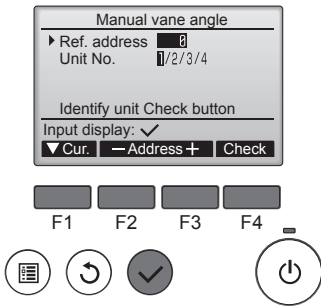 Manual vane angle
Ref. address 0
Unit No. 1/2/3/4
Identify unit Check button
Input display: ✓
▼ Cur. − Address + Check
F1 F2 F3 F4